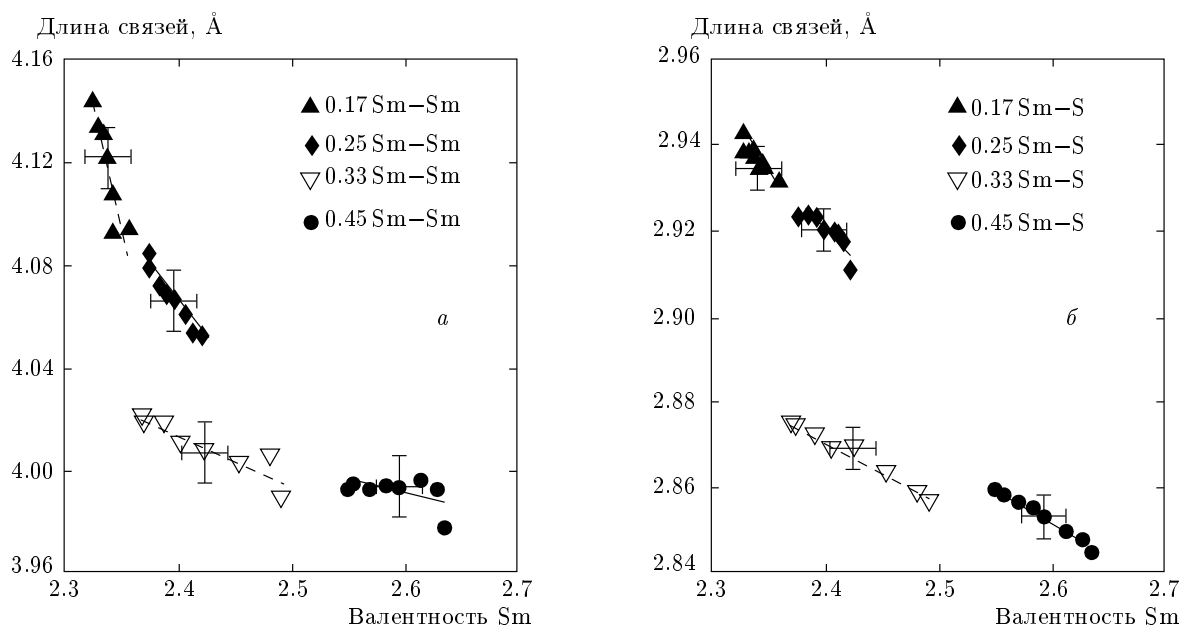 Длина связей, Å
4.16
4.12
4.08
4.04
4.00
3.96
2.3 2.4 2.5 2.6 2.7
Валентность Sm
0.17 Sm–Sm
0.25 Sm–Sm
0.33 Sm–Sm
0.45 Sm–Sm
а
Длина связей, Å
2.96
2.94
2.92
2.90
2.88
2.86
2.84
2.3 2.4 2.5 2.6 2.7
Валентность Sm
0.17 Sm–S
0.25 Sm–S
0.33 Sm–S
0.45 Sm–S
б